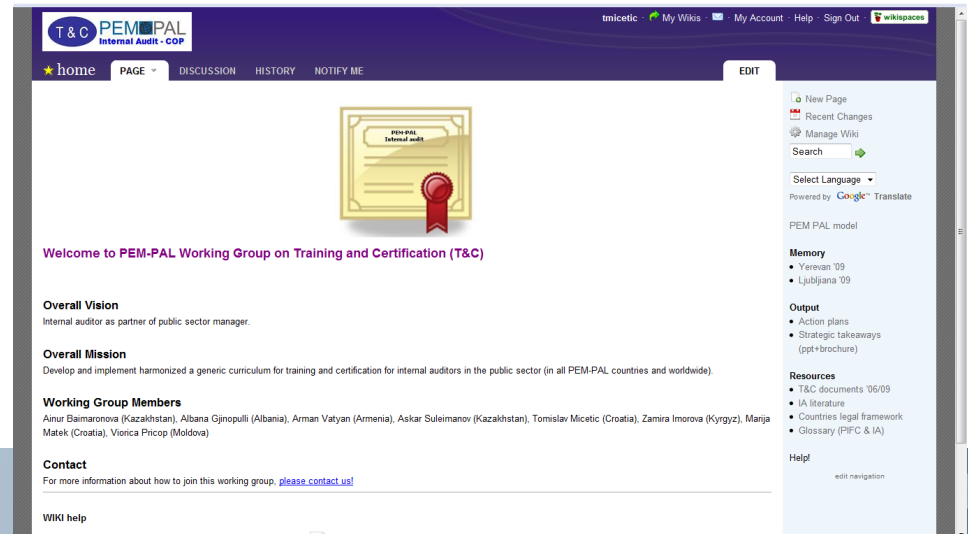 T & C PEM PAL
Internal Audit - COP
tmicetic · My Wikis · · My Account · Help · Sign Out · wikispaces
home PAGE DISCUSSION HISTORY NOTIFY ME EDIT
PEM-PAL
Internal audit
Welcome to PEM-PAL Working Group on Training and Certification (T&C)
Overall Vision
Internal auditor as partner of public sector manager.
Overall Mission
Develop and implement harmonized a generic curriculum for training and certification for internal auditors in the public sector (in all PEM-PAL countries and worldwide).
Working Group Members
Ainur Baimaronova (Kazakhstan), Albana Gjinopulli (Albania), Arman Vatyan (Armenia), Askar Suleimanov (Kazakhstan), Tomislav Micetic (Croatia), Zamira Imorova (Kyrgyz), Marija
Matek (Croatia), Viorica Pricop (Moldova)
Contact
For more information about how to join this working group, please contact us!
WIKI help
New Page
Recent Changes
Manage Wiki
Search
Select Language
Powered by Google™ Translate
PEM PAL model
Memory
• Yerevan '09
• Ljubljiana '09
Output
• Action plans
• Strategic takeaways
(ppt+brochure)
Resources
• T&C documents '06/09
• IA literature
• Countries legal framework
• Glossary (PIFC & IA)
Help!
edit navigation